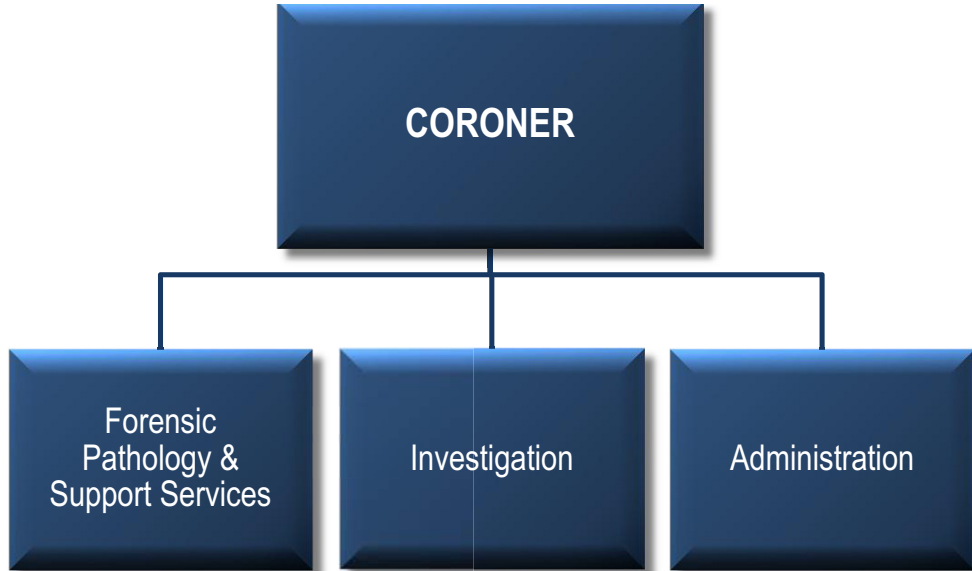 CORONER
Forensic
Pathology &
Support Services
Investigation
Administration